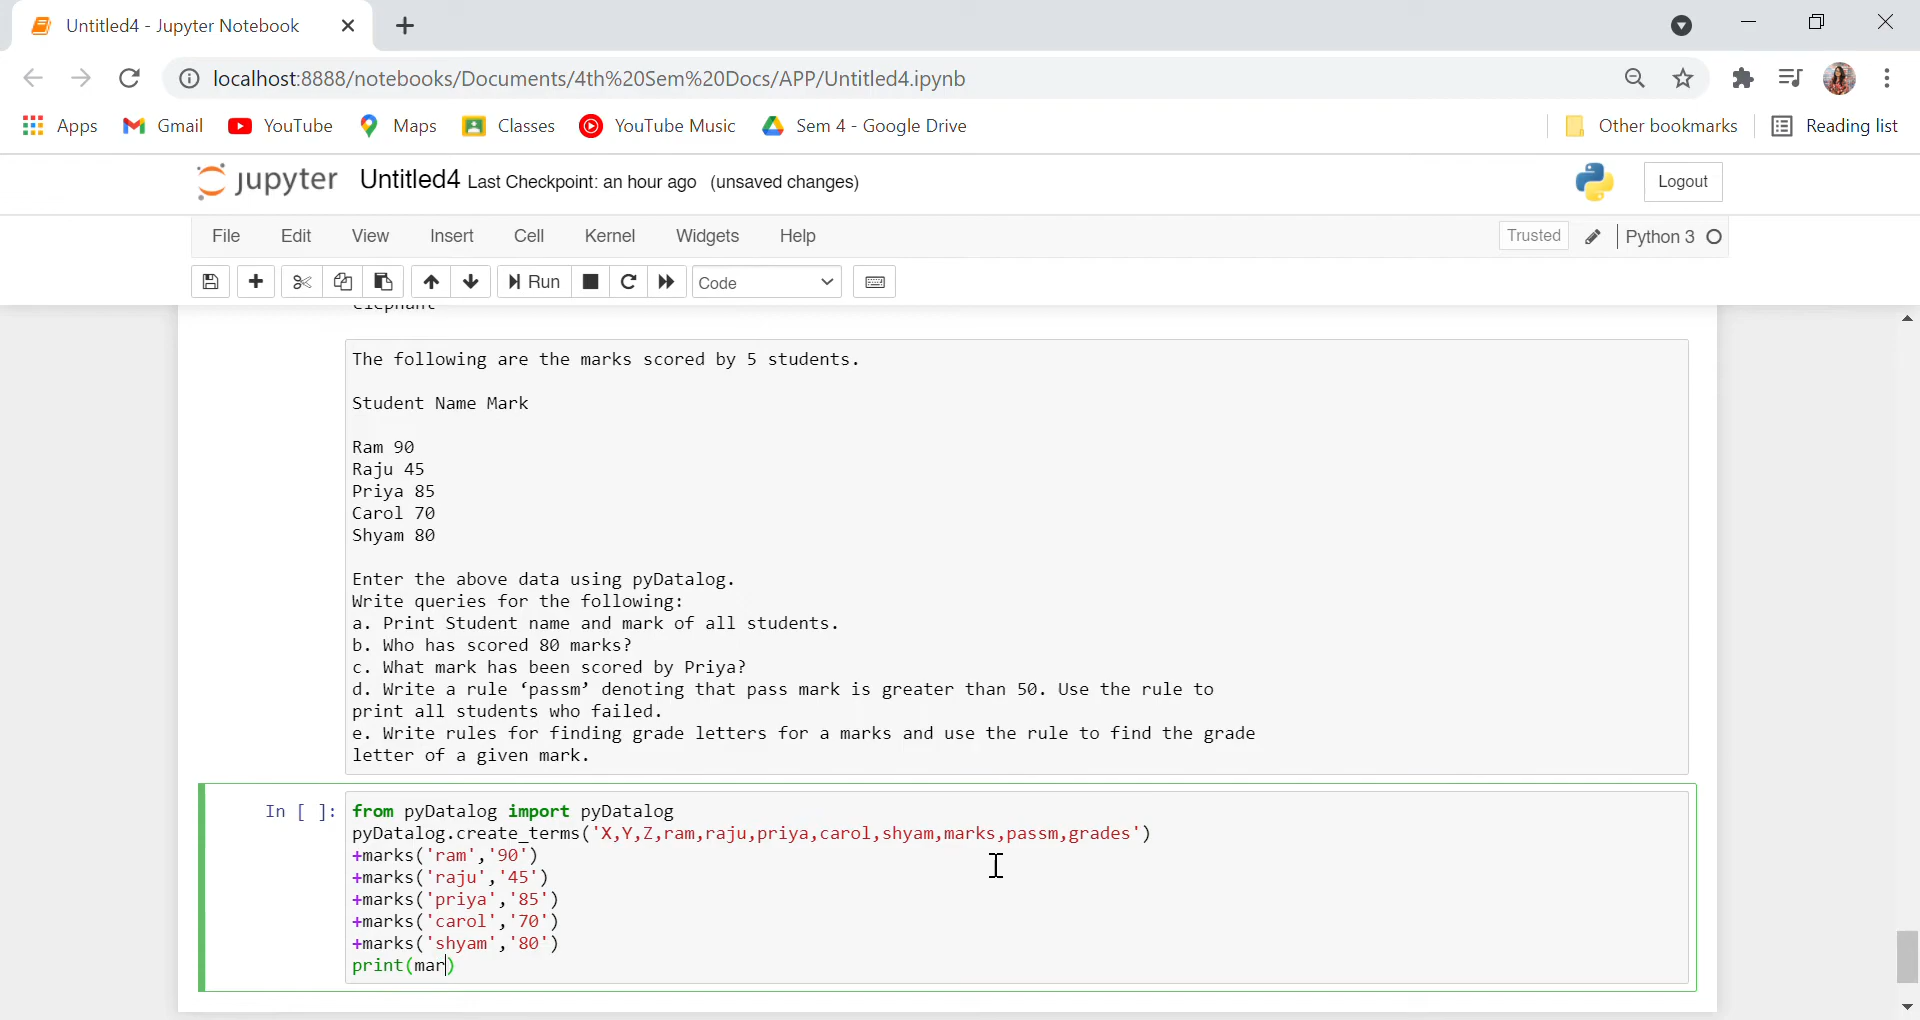 Untitled4 - Jupyter Notebook
localhost:8888/notebooks/Documents/4th%20Sem%20Docs/APP/Untitled4.ipynb
Apps Gmail YouTube Maps Classes YouTube Music Sem 4 - Google Drive Other bookmarks Reading list
jupyter Untitled4 Last Checkpoint: an hour ago (unsaved changes) Logout
File Edit View Insert Cell Kernel Widgets Help Trusted Python 3
Run Code
elephant
The following are the marks scored by 5 students.
Student Name Mark
Ram 90
Raju 45
Priya 85
Carol 70
Shyam 80
Enter the above data using pyDatalog.
Write queries for the following:
a. Print Student name and mark of all students.
b. Who has scored 80 marks?
c. What mark has been scored by Priya?
d. Write a rule ‘passm’ denoting that pass mark is greater than 50. Use the rule to
print all students who failed.
e. Write rules for finding grade letters for a marks and use the rule to find the grade
letter of a given mark.
In [ ]: from pyDatalog import pyDatalog
pyDatalog.create_terms('X,Y,Z,ram,raju,priya,carol,shyam,marks,passm,grades')
+marks('ram','90')
+marks('raju','45')
+marks('priya','85')
+marks('carol','70')
+marks('shyam','80')
print(mar)